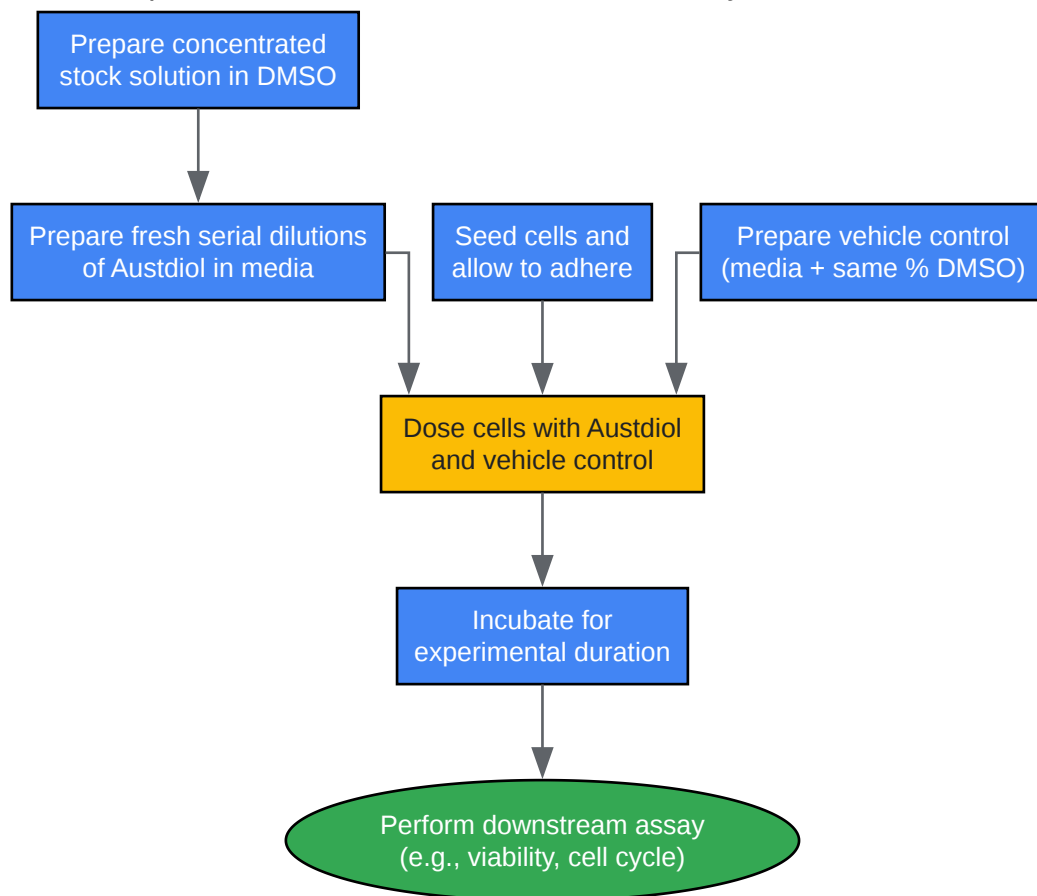 Prepare concentrated
stock solution in DMSO
Prepare fresh serial dilutions
of Austdiol in media
Seed cells and
allow to adhere
Prepare vehicle control
(media + same % DMSO)
Dose cells with Austdiol
and vehicle control
Incubate for
experimental duration
Perform downstream assay
(e.g., viability, cell cycle)